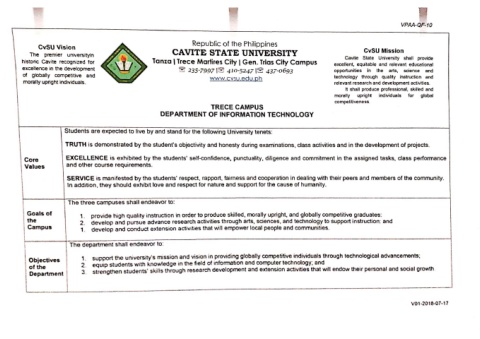 VPAA-QF-10
CvSU Vision
The premier university in
historic Cavite recognized for
excellence in the development
of globally competitive and
morally upright individuals.
Republic of the Philippines
CAVITE STATE UNIVERSITY
Tanza | Trece Martires City | Gen. Trias City Campus
☏ 235-7997 | ☏ 410-5247 | ☏ 437-0693
www.cvsu.edu.ph
CvSU Mission
Cavite State University shall provide
excellent, equitable and relevant educational
opportunities in the arts, science and
technology through quality instruction and
relevant research and development activities.
It shall produce professional, skilled and
morally upright individuals for global
competitiveness
TRECE CAMPUS
DEPARTMENT OF INFORMATION TECHNOLOGY
Core
Values
Students are expected to live by and stand for the following University tenets:
TRUTH is demonstrated by the student's objectivity and honesty during examinations, class activities and in the development of projects.
EXCELLENCE is exhibited by the students' self-confidence, punctuality, diligence and commitment in the assigned tasks, class performance
and other course requirements.
SERVICE is manifested by the students' respect, rapport, fairness and cooperation in dealing with their peers and members of the community.
In addition, they should exhibit love and respect for nature and support for the cause of humanity.
Goals of
the
Campus
The three campuses shall endeavor to:
1. provide high quality instruction in order to produce skilled, morally upright, and globally competitive graduates;
2. develop and pursue advance research activities through arts, sciences, and technology to support instruction; and
1. develop and conduct extension activities that will empower local people and communities.
Objectives
of the
Department
The department shall endeavor to:
1. support the university's mission and vision in providing globally competitive individuals through technological advancements;
2. equip students with knowledge in the field of information and computer technology; and
3. strengthen students' skills through research development and extension activities that will endow their personal and social growth
V01-2018-07-17